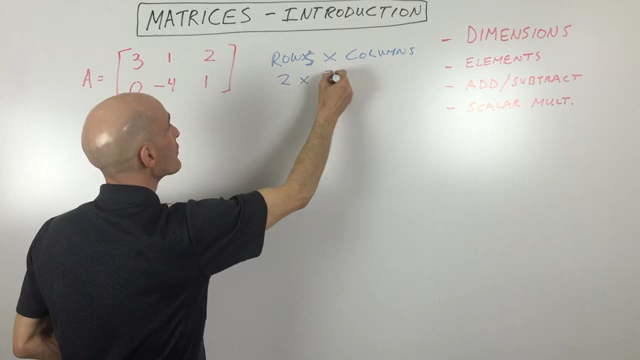 MATRICES - INTRODUCTION
A = [ 3 1 2
0 -4 1 ]
ROWS X COLUMNS
2 X
- DIMENSIONS
- ELEMENTS
- ADD/SUBTRACT
- SCALAR MULT.